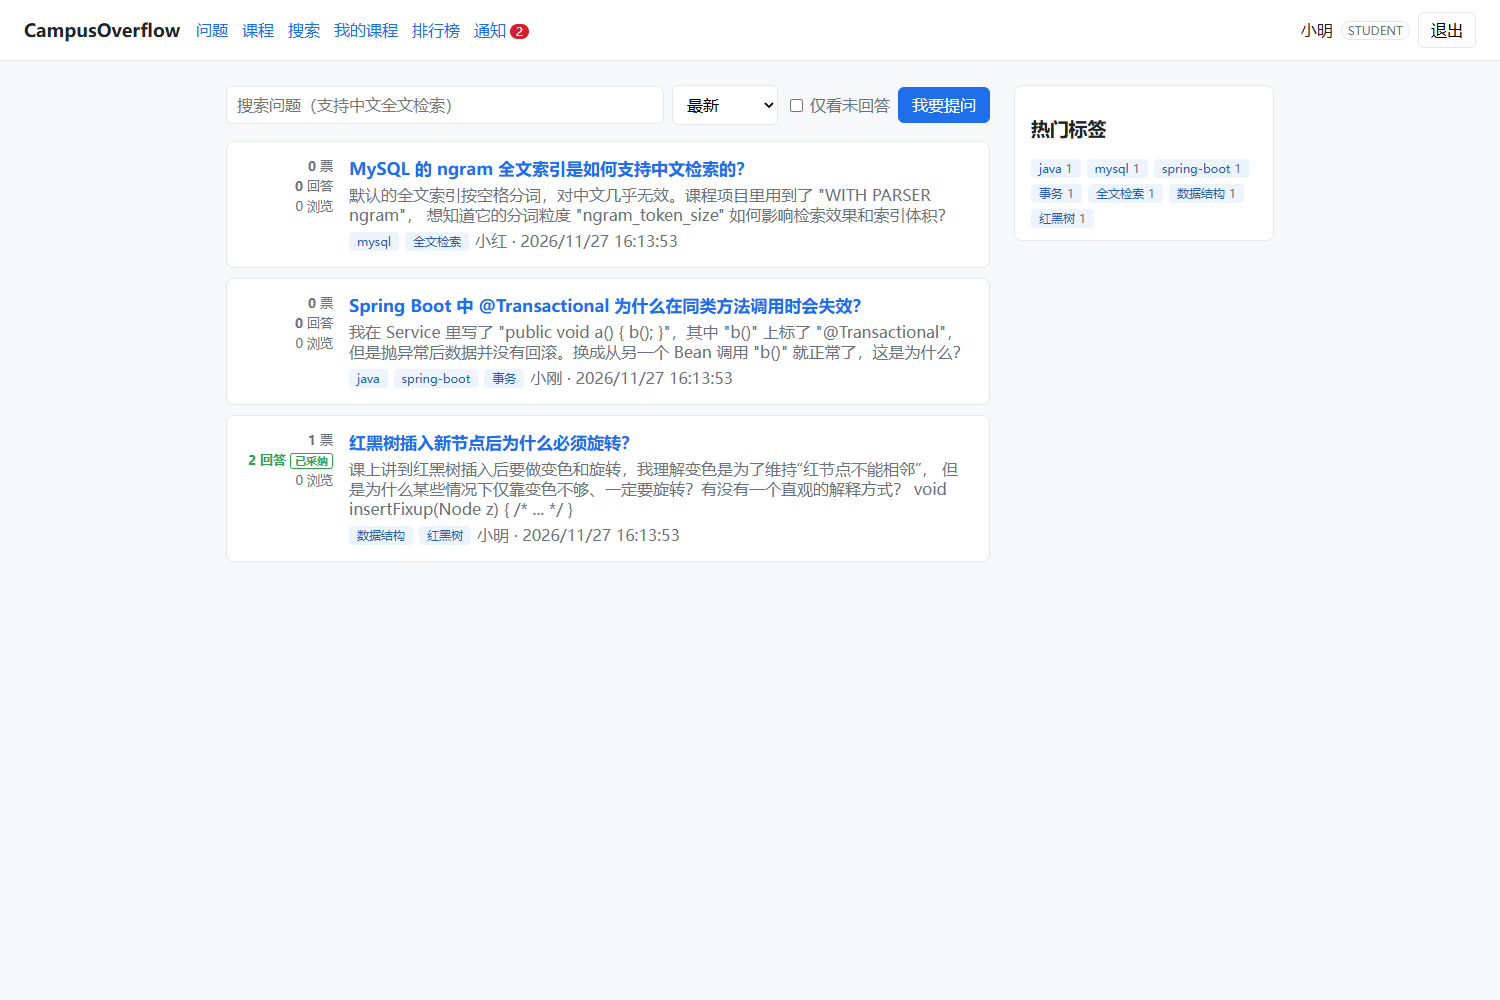 CampusOverflow 问题 课程 搜索 我的课程 排行榜 通知 2 小明 STUDENT 退出
搜索问题（支持中文全文检索） 最新 仅看未回答 我要提问
0 票
0 回答
0 浏览
MySQL 的 ngram 全文索引是如何支持中文检索的？
默认的全文索引按空格分词，对中文几乎无效。课程项目里用到了 "WITH PARSER
ngram"， 想知道它的分词粒度 "ngram_token_size" 如何影响检索效果和索引体积？
mysql 全文检索 小红 · 2026/11/27 16:13:53
0 票
0 回答
0 浏览
Spring Boot 中 @Transactional 为什么在同类方法调用时会失效？
我在 Service 里写了 "public void a() { b(); }"，其中 "b()" 上标了 "@Transactional"，
但是抛异常后数据并没有回滚。换成从另一个 Bean 调用 "b()" 就正常了，这是为什么？
java spring-boot 事务 小刚 · 2026/11/27 16:13:53
1 票
2 回答 已采纳
0 浏览
红黑树插入新节点后为什么必须旋转？
课上讲到红黑树插入后要做变色和旋转，我理解变色是为了维持“红节点不能相邻”， 但
是为什么某些情况下仅靠变色不够、一定要旋转？有没有一个直观的解释方式？ void
insertFixup(Node z) { /* ... */ }
数据结构 红黑树 小明 · 2026/11/27 16:13:53
热门标签
java 1 mysql 1 spring-boot 1
事务 1 全文检索 1 数据结构 1
红黑树 1